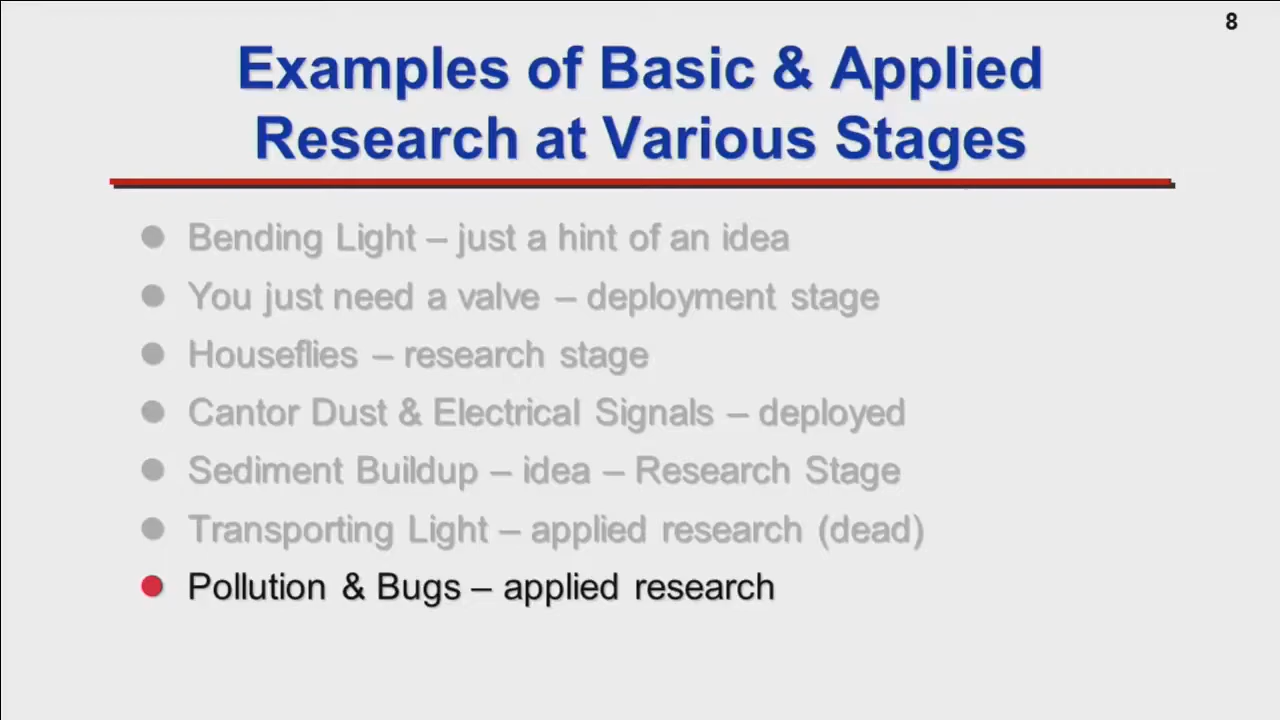 8
Examples of Basic & Applied
Research at Various Stages
Bending Light – just a hint of an idea
You just need a valve – deployment stage
Houseflies – research stage
Cantor Dust & Electrical Signals – deployed
Sediment Buildup – idea – Research Stage
Transporting Light – applied research (dead)
Pollution & Bugs – applied research